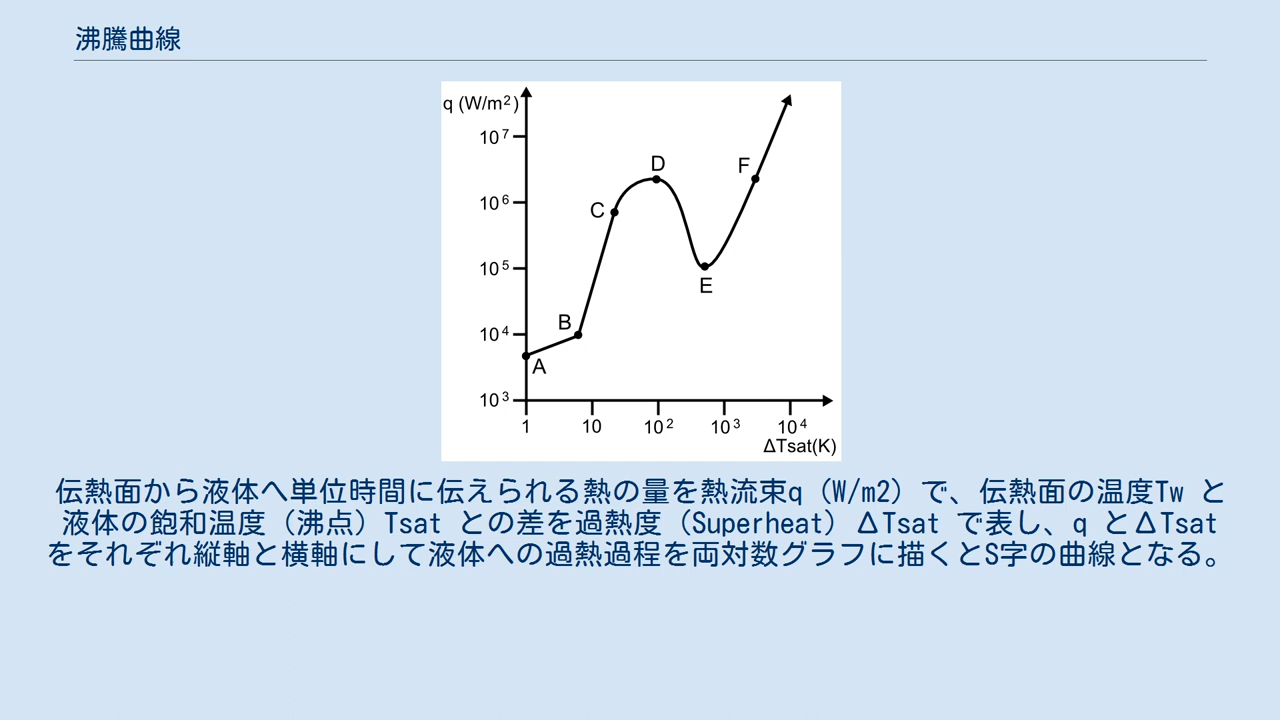 沸騰曲線
q (W/m²)
10⁷
10⁶
10⁵
10⁴
10³
A
B
C
D
E
F
1 10 10² 10³ 10⁴
ΔTsat(K)
伝熱面から液体へ単位時間に伝えられる熱の量を熱流束q（W/m2）で、伝熱面の温度Tw と
液体の飽和温度（沸点）Tsat との差を過熱度（Superheat）ΔTsat で表し、q とΔTsat
をそれぞれ縦軸と横軸にして液体への過熱過程を両対数グラフに描くとS字の曲線となる。